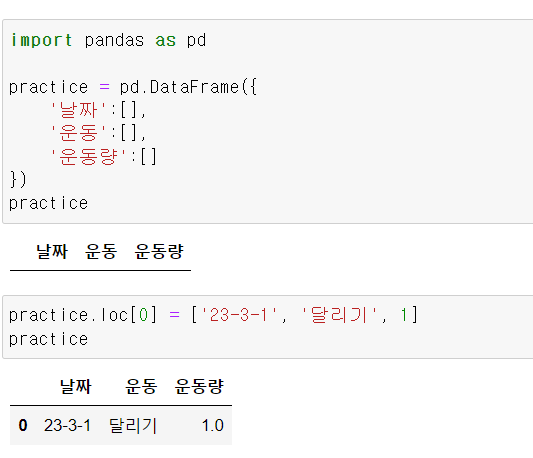 import pandas as pd
practice = pd.DataFrame({
'날짜':[],
'운동':[],
'운동량':[]
})
practice
날짜 운동 운동량
practice.loc[0] = ['23-3-1', '달리기', 1]
practice
날짜 운동 운동량
0 23-3-1 달리기 1.0